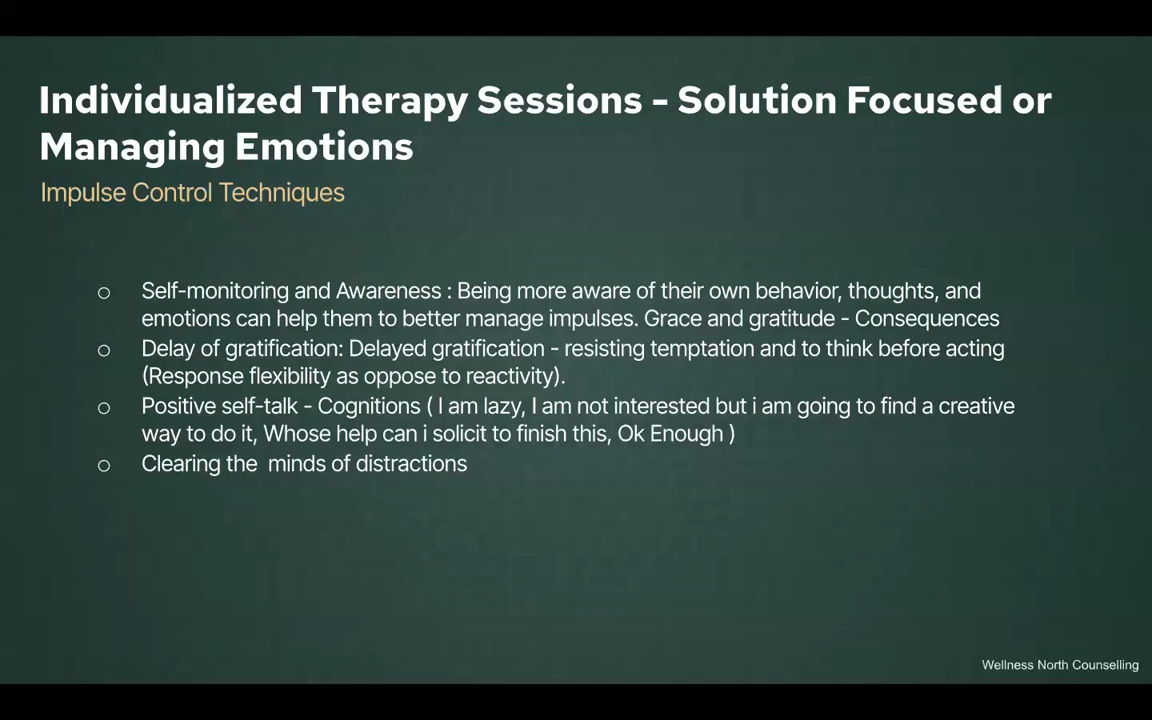 Individualized Therapy Sessions - Solution Focused or
Managing Emotions
Impulse Control Techniques
o Self-monitoring and Awareness : Being more aware of their own behavior, thoughts, and
emotions can help them to better manage impulses. Grace and gratitude - Consequences
o Delay of gratification: Delayed gratification - resisting temptation and to think before acting
(Response flexibility as oppose to reactivity).
o Positive self-talk - Cognitions ( I am lazy, I am not interested but i am going to find a creative
way to do it, Whose help can i solicit to finish this, Ok Enough )
o Clearing the  minds of distractions
Wellness North Counselling